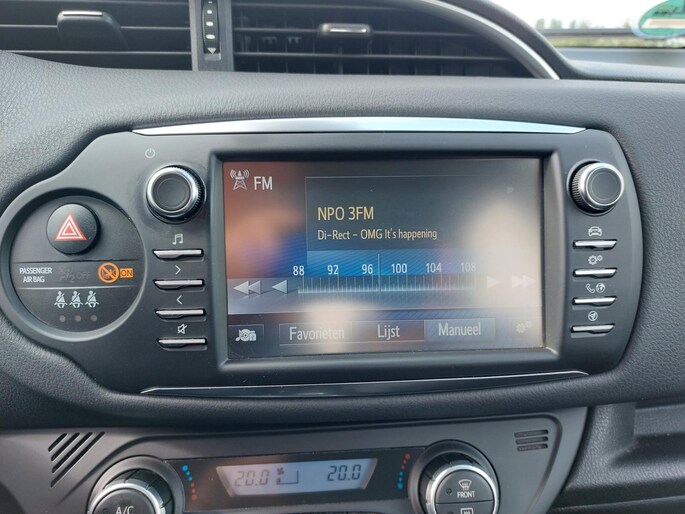 FM
NPO 3FM
Di-Rect - OMG It's happening
88 92 96 100 104 108
Favoneten Lijst Manueel
PASSENGER
AIR BAG
ON
20.0 20.0
A/C
FRONT